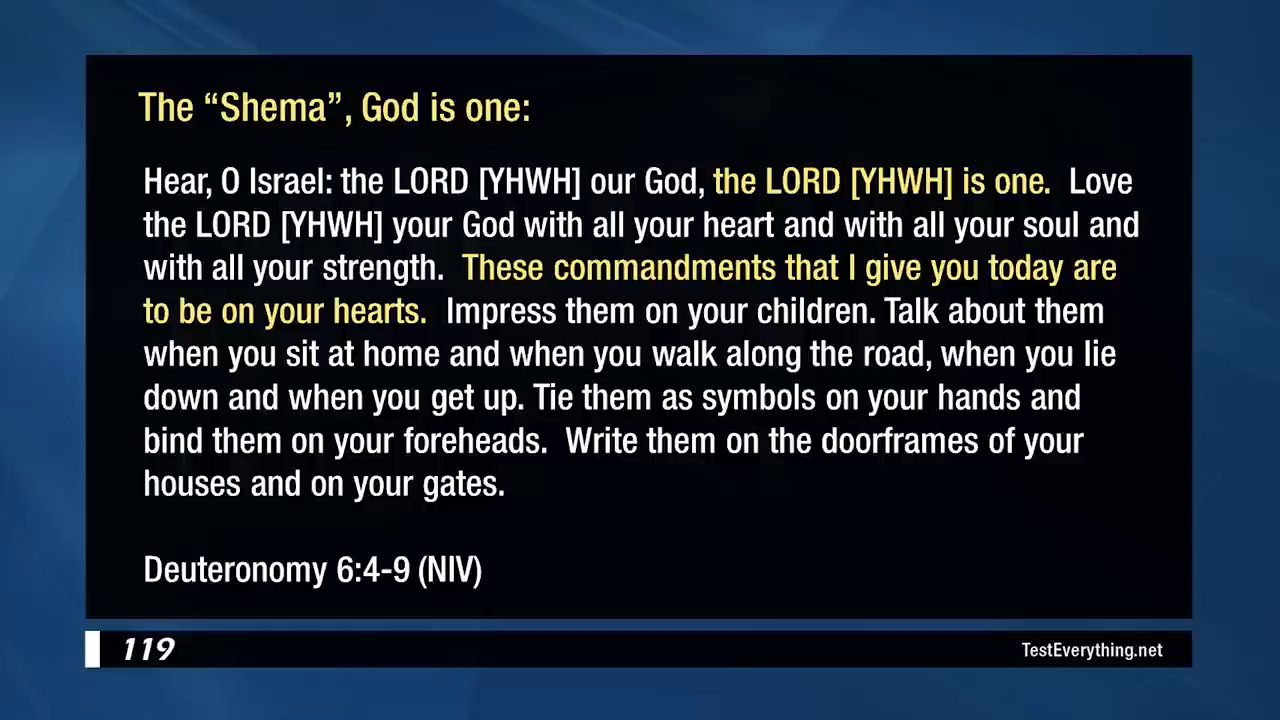 The “Shema”, God is one:
Hear, O Israel: the LORD [YHWH] our God, the LORD [YHWH] is one. Love
the LORD [YHWH] your God with all your heart and with all your soul and
with all your strength. These commandments that I give you today are
to be on your hearts. Impress them on your children. Talk about them
when you sit at home and when you walk along the road, when you lie
down and when you get up. Tie them as symbols on your hands and
bind them on your foreheads. Write them on the doorframes of your
houses and on your gates.
Deuteronomy 6:4-9 (NIV)
119
TestEverything.net